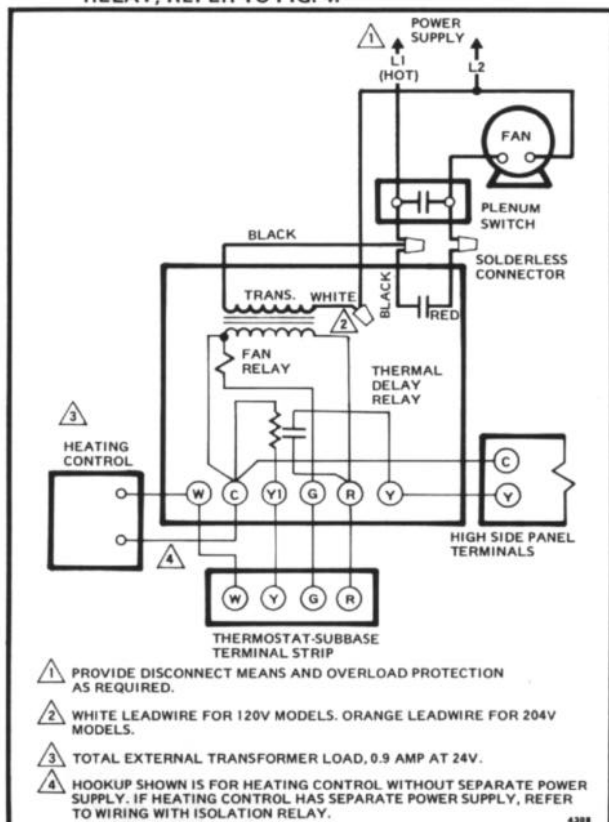 RELAY, REFER TO FIG. 4.
POWER
SUPPLY
1
L1
(HOT)
L2
FAN
PLENUM
SWITCH
BLACK
SOLDERLESS
CONNECTOR
TRANS.
WHITE
BLACK
RED
2
FAN
RELAY
THERMAL
DELAY
RELAY
3
HEATING
CONTROL
W
C
Y1
G
R
Y
C
Y
HIGH SIDE PANEL
TERMINALS
4
W
Y
G
R
THERMOSTAT-SUBBASE
TERMINAL STRIP
1 PROVIDE DISCONNECT MEANS AND OVERLOAD PROTECTION
AS REQUIRED.
2 WHITE LEADWIRE FOR 120V MODELS. ORANGE LEADWIRE FOR 204V
MODELS.
3 TOTAL EXTERNAL TRANSFORMER LOAD, 0.9 AMP AT 24V.
4 HOOKUP SHOWN IS FOR HEATING CONTROL WITHOUT SEPARATE POWER
SUPPLY. IF HEATING CONTROL HAS SEPARATE POWER SUPPLY, REFER
TO WIRING WITH ISOLATION RELAY.